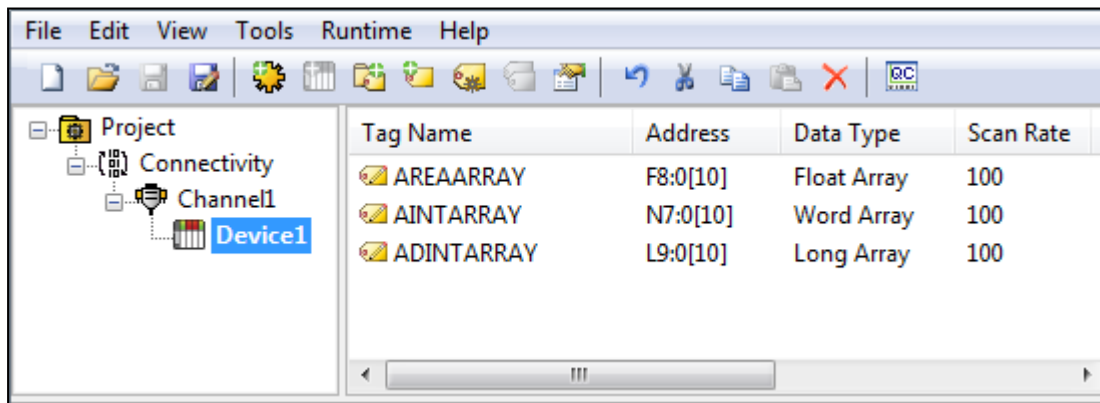 File Edit View Tools Runtime Help
QC
Project
Connectivity
Channel1
Device1
Tag Name Address Data Type Scan Rate
AREAARRAY F8:0[10] Float Array 100
AINTARRAY N7:0[10] Word Array 100
ADINTARRAY L9:0[10] Long Array 100